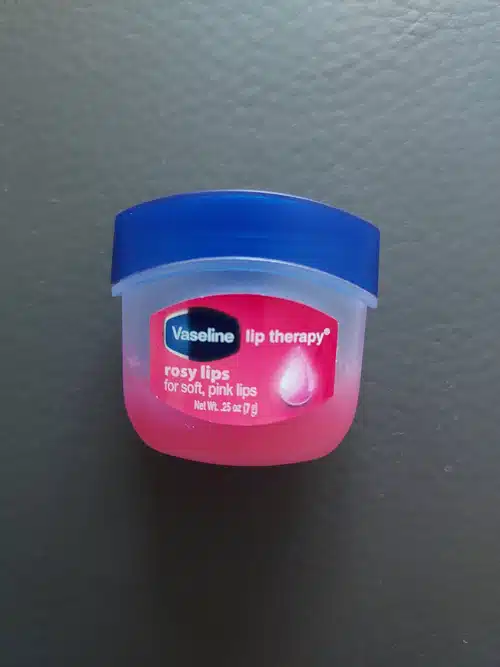 Vaseline lip therapy®
rosy lips
for soft, pink lips
Net Wt. .25 oz (7 g)